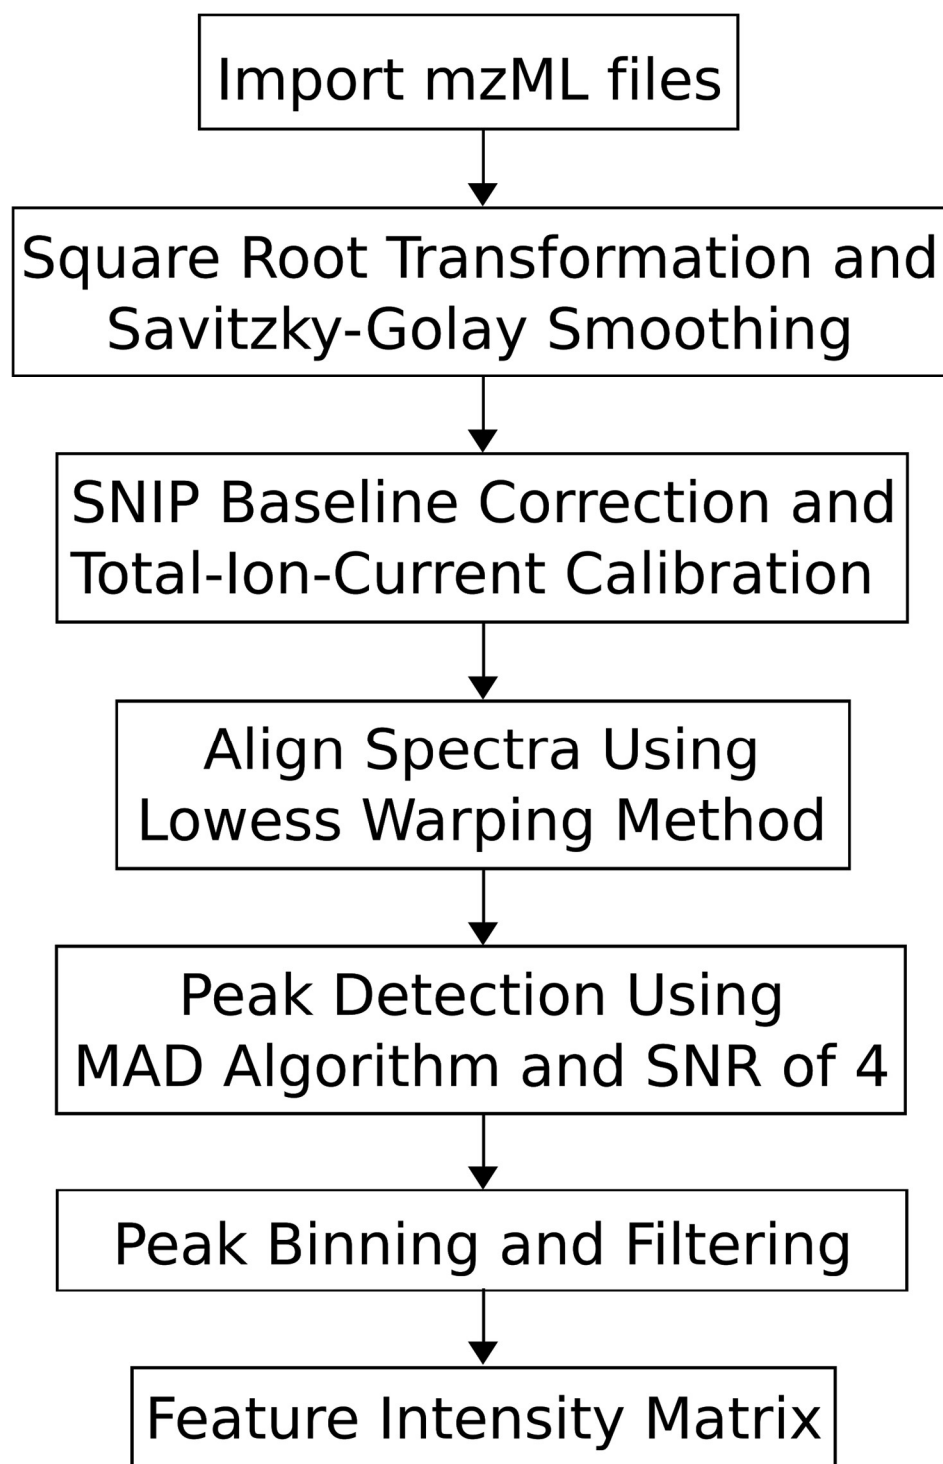 Import mzML files
Square Root Transformation and
Savitzky-Golay Smoothing
SNIP Baseline Correction and
Total-Ion-Current Calibration
Align Spectra Using
Lowess Warping Method
Peak Detection Using
MAD Algorithm and SNR of 4
Peak Binning and Filtering
Feature Intensity Matrix